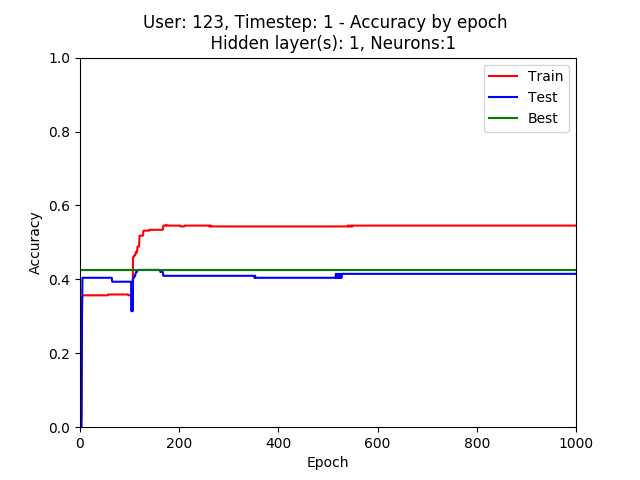 User: 123, Timestep: 1 - Accuracy by epoch
Hidden layer(s): 1, Neurons:1
Train
Test
Best
1.0
0.8
0.6
0.4
0.2
0.0
Accuracy
0 200 400 600 800 1000
Epoch